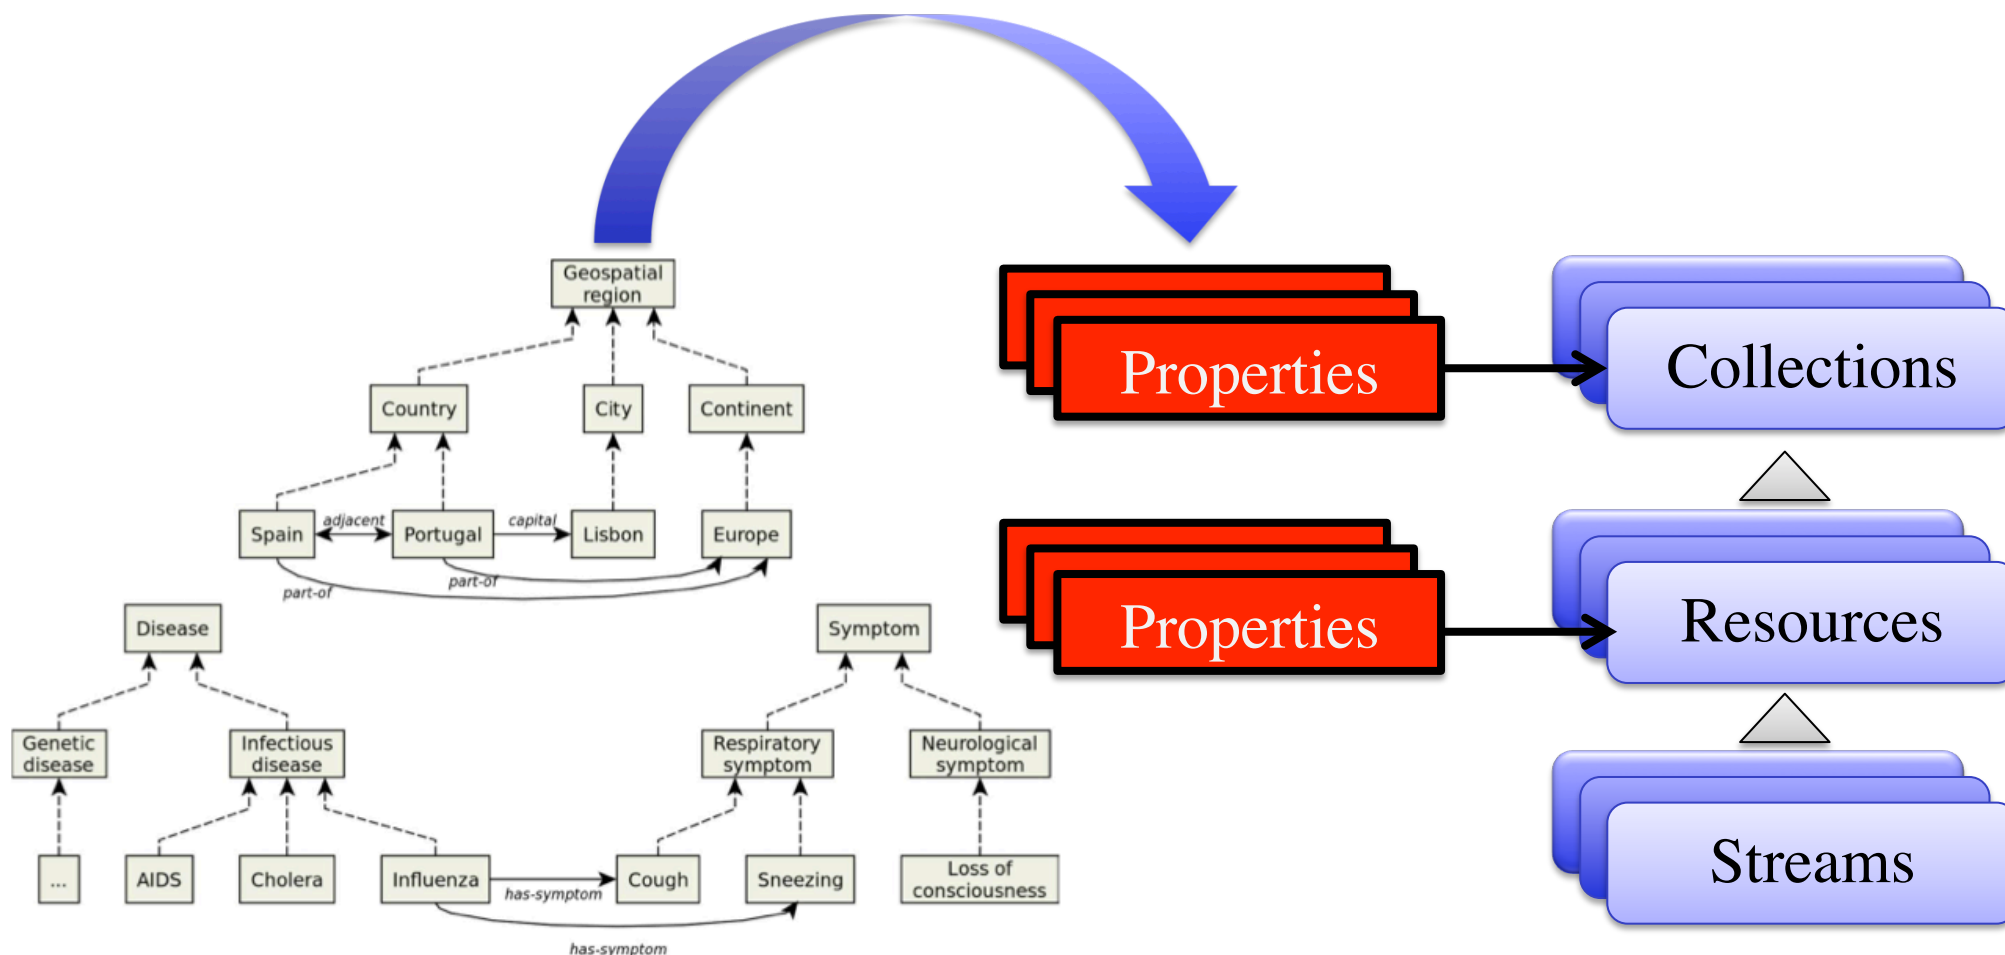 Geospatial
region
Country
City
Continent
Spain
adjacent
Portugal
capital
Lisbon
Europe
part-of
part-of
Disease
Symptom
Genetic
disease
Infectious
disease
Respiratory
symptom
Neurological
symptom
...
AIDS
Cholera
Influenza
has-symptom
Cough
Sneezing
Loss of
consciousness
has-symptom
Properties
Collections
Properties
Resources
Streams